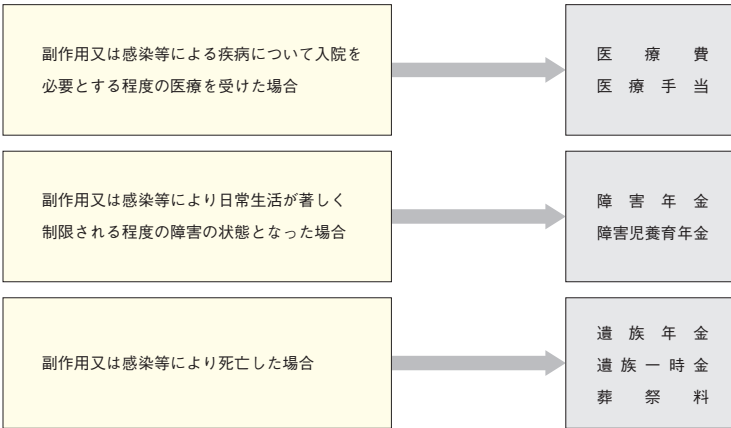 副作用又は感染等による疾病について入院を
必要とする程度の医療を受けた場合
医療費
医療手当
副作用又は感染等により日常生活が著しく
制限される程度の障害の状態となった場合
障害年金
障害児養育年金
副作用又は感染等により死亡した場合
遺族年金
遺族一時金
葬祭料